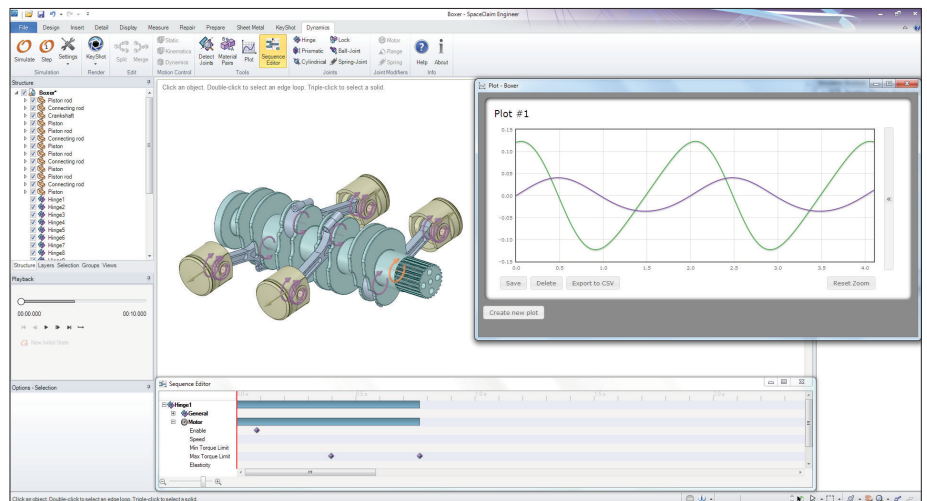 Boxer - SpaceClaim Engineer
File Design Insert Detail Display Measure Repair Prepare Sheet Metal KeyShot Dynamics
Simulate Step Settings KeyShot Split Merge Static Kinematics Dynamics Detect Joints Material Pairs Plot Sequence Editor Hinge Prismatic Cylindrical Lock Ball-Joint Spring-Joint Motor Range Spring Help About
Simulation Render Edit Motion Control Tools Joints Joint Modifiers Info
Structure
Boxer*
Piston rod
Connecting rod
Crankshaft
Piston
Piston rod
Connecting rod
Piston
Piston rod
Connecting rod
Piston
Piston rod
Connecting rod
Piston
Hinge1
Hinge2
Hinge3
Hinge4
Hinge5
Hinge6
Hinge7
Hinge8
Structure Layers Selection Groups Views
Playback
00:00.000 00:10.000
New Initial State
Options - Selection
Click an object. Double-click to select an edge loop. Triple-click to select a solid.
Plot - Boxer
Plot #1
0.15
0.10
0.05
0.00
-0.05
-0.10
-0.15
0.0 0.5 1.0 1.5 2.0 2.5 3.0 3.5 4.0
Save Delete Export to CSV Reset Zoom
Create new plot
Sequence Editor
Hinge1
General
Motor
Enable
Speed
Min Torque Limit
Max Torque Limit
Elasticity
Click an object. Double-click to select an edge loop. Triple-click to select a solid.